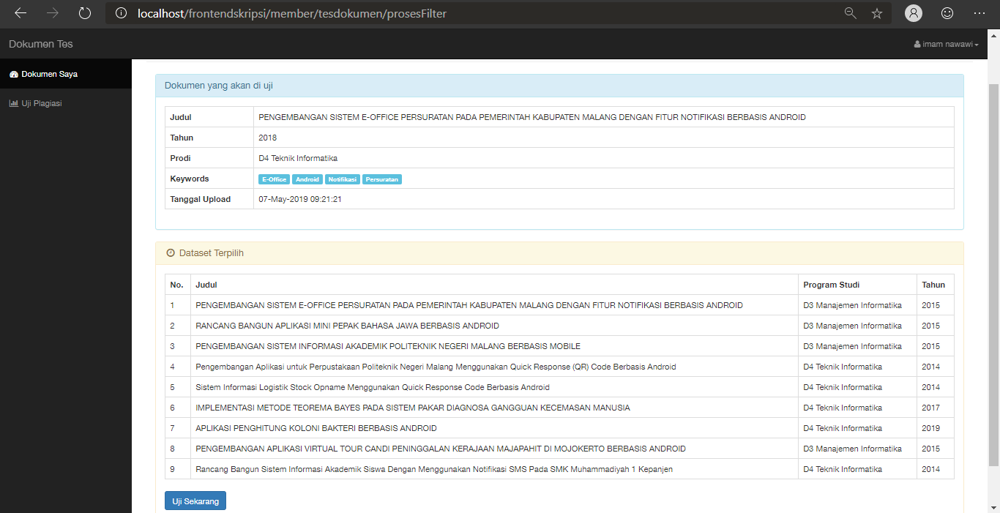 localhost/frontendskripsi/member/tesdokumen/prosesFilter
Dokumen Tes
imam nawawi
Dokumen Saya
Uji Plagiasi
Dokumen yang akan di uji
Judul PENGEMBANGAN SISTEM E-OFFICE PERSURATAN PADA PEMERINTAH KABUPATEN MALANG DENGAN FITUR NOTIFIKASI BERBASIS ANDROID
Tahun 2018
Prodi D4 Teknik Informatika
Keywords E-Office Android Notifikasi Persuratan
Tanggal Upload 07-May-2019 09:21:21
Dataset Terpilih
No. Judul Program Studi Tahun
1 PENGEMBANGAN SISTEM E-OFFICE PERSURATAN PADA PEMERINTAH KABUPATEN MALANG DENGAN FITUR NOTIFIKASI BERBASIS ANDROID D3 Manajemen Informatika 2015
2 RANCANG BANGUN APLIKASI MINI PEPAK BAHASA JAWA BERBASIS ANDROID D3 Manajemen Informatika 2015
3 PENGEMBANGAN SISTEM INFORMASI AKADEMIK POLITEKNIK NEGERI MALANG BERBASIS MOBILE D3 Manajemen Informatika 2015
4 Pengembangan Aplikasi untuk Perpustakaan Politeknik Negeri Malang Menggunakan Quick Response (QR) Code Berbasis Android D4 Teknik Informatika 2014
5 Sistem Informasi Logistik Stock Opname Menggunakan Quick Response Code Berbasis Android D4 Teknik Informatika 2014
6 IMPLEMENTASI METODE TEOREMA BAYES PADA SISTEM PAKAR DIAGNOSA GANGGUAN KECEMASAN MANUSIA D4 Teknik Informatika 2017
7 APLIKASI PENGHITUNG KOLONI BAKTERI BERBASIS ANDROID D4 Teknik Informatika 2019
8 PENGEMBANGAN APLIKASI VIRTUAL TOUR CANDI PENINGGALAN KERAJAAN MAJAPAHIT DI MOJOKERTO BERBASIS ANDROID D3 Manajemen Informatika 2015
9 Rancang Bangun Sistem Informasi Akademik Siswa Dengan Menggunakan Notifikasi SMS Pada SMK Muhammadiyah 1 Kepanjen D4 Teknik Informatika 2014
Uji Sekarang